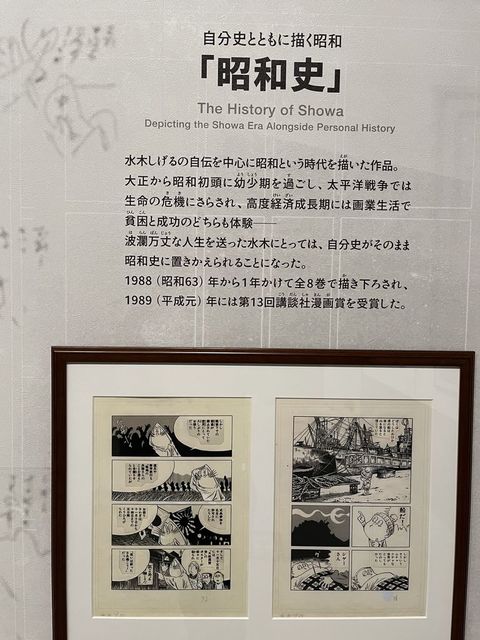 自分史とともに描く昭和
「昭和史」
The History of Showa
Depicting the Showa Era Alongside Personal History
水木しげるの自伝を中心に昭和という時代を描いた作品。
大正から昭和初頭に幼少期を過ごし、太平洋戦争では
生命の危機にさらされ、高度経済成長期には画業生活で
貧困と成功のどちらも体験──
波瀾万丈な人生を送った水木にとっては、自分史がそのまま
昭和史に置きかえられることになった。
1988（昭和63）年から1年かけて全8巻で描き下ろされ、
1989（平成元）年には第13回講談社漫画賞を受賞した。
船だ！